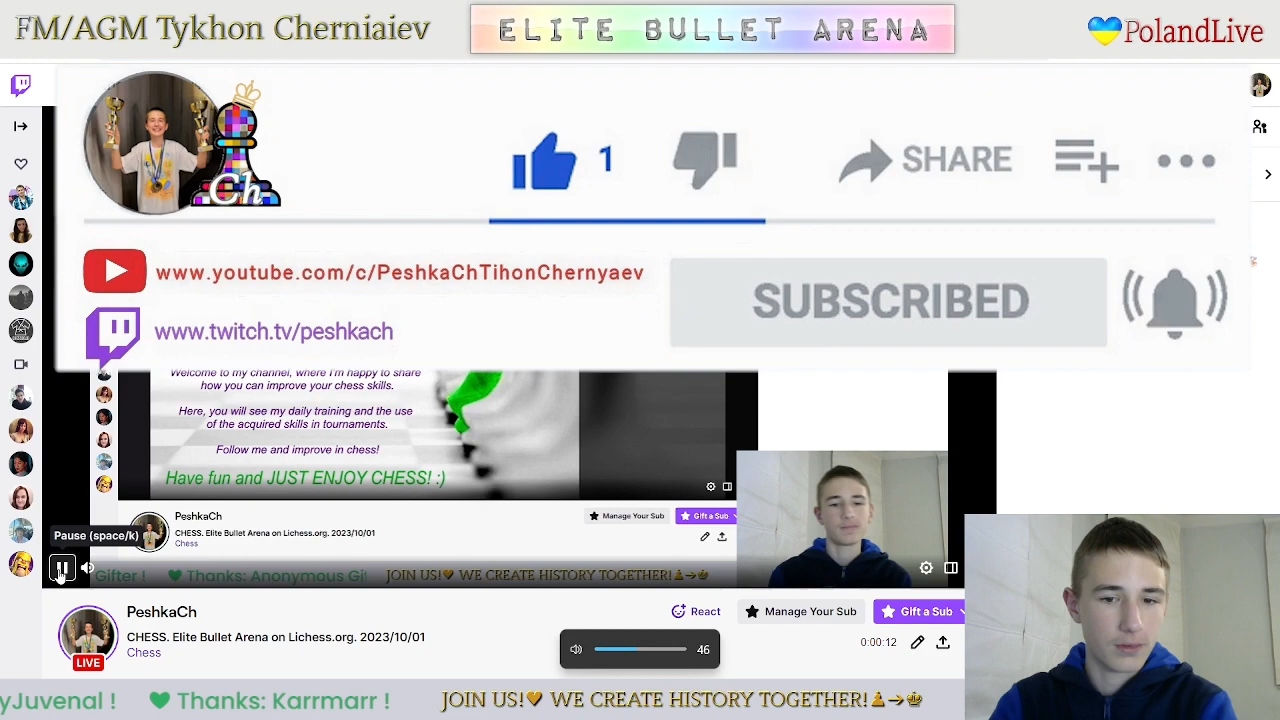 FM/AGM Tykhon Cherniaiev
ELITE BULLET ARENA
PolandLive
Ch
1
SHARE
www.youtube.com/c/PeshkaChTihonChernyaev
SUBSCRIBED
www.twitch.tv/peshkach
Welcome to my channel, where I'm happy to share
how you can improve your chess skills.
Here, you will see my daily training and the use
of the acquired skills in tournaments.
Follow me and improve in chess!
Have fun and JUST ENJOY CHESS! :)
PeshkaCh
Manage Your Sub
Gift a Sub
CHESS. Elite Bullet Arena on Lichess.org. 2023/10/01
Chess
Pause (space/k)
Gifter !
Thanks: Anonymous Gi
JOIN US! WE CREATE HISTORY TOGETHER!
PeshkaCh
React
Manage Your Sub
Gift a Sub
CHESS. Elite Bullet Arena on Lichess.org. 2023/10/01
0:00:12
Chess
46
LIVE
yJuvenal !
Thanks: Karrmarr !
JOIN US! WE CREATE HISTORY TOGETHER!